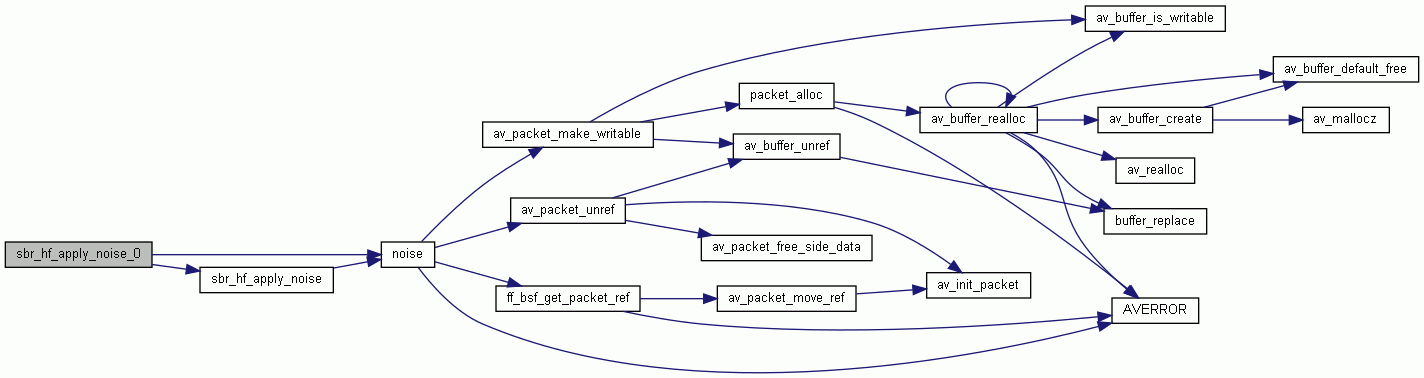 sbr_hf_apply_noise_0
sbr_hf_apply_noise
noise
av_packet_make_writable
av_packet_unref
ff_bsf_get_packet_ref
packet_alloc
av_buffer_unref
av_packet_free_side_data
av_packet_move_ref
av_buffer_realloc
av_init_packet
av_buffer_is_writable
av_buffer_create
av_realloc
buffer_replace
AVERROR
av_buffer_default_free
av_mallocz